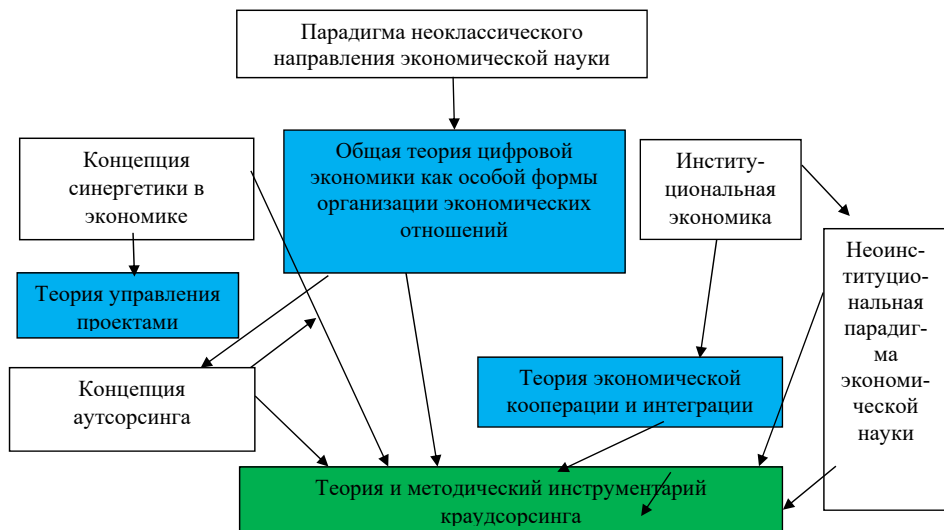 Парадигма неоклассического
направления экономической науки
Концепция
синергетики в
экономике
Общая теория цифровой
экономики как особой формы
организации экономических
отношений
Институ-
циональная
экономика
Неоинс-
титуцио-
нальная
парадиг-
ма
экономи-
ческой
науки
Теория управления
проектами
Концепция
аутсорсинга
Теория экономической
кооперации и интеграции
Теория и методический инструментарий
краудсорсинга